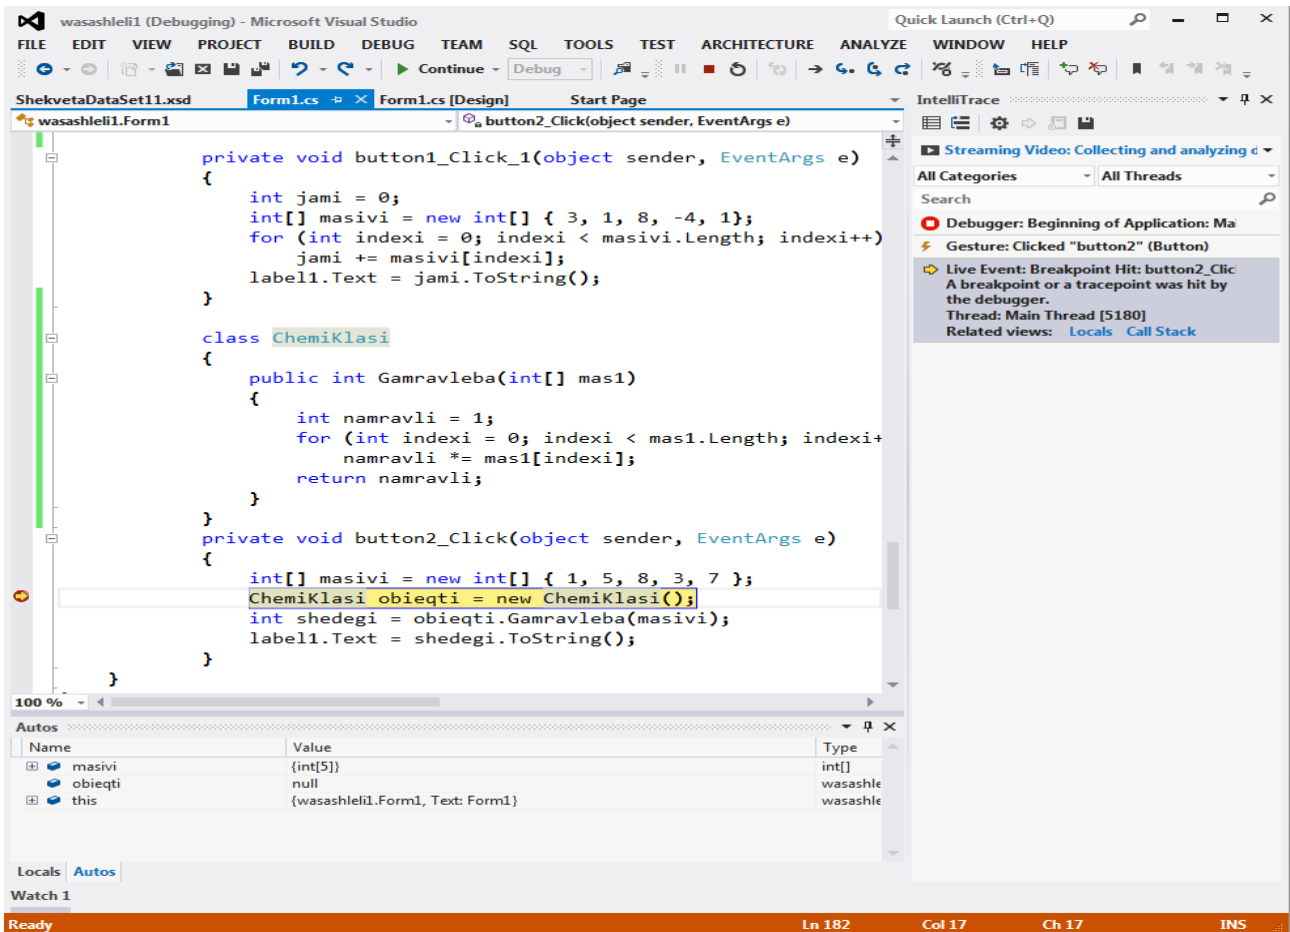 wasashleli1 (Debugging) - Microsoft Visual Studio
Quick Launch (Ctrl+Q)
FILE EDIT VIEW PROJECT BUILD DEBUG TEAM SQL TOOLS TEST ARCHITECTURE ANALYZE WINDOW HELP
Continue Debug
ShekvetaDataSet11.xsd Form1.cs Form1.cs [Design] Start Page
wasashleli1.Form1 button2_Click(object sender, EventArgs e)
private void button1_Click_1(object sender, EventArgs e)
{
int jami = 0;
int[] masivi = new int[] { 3, 1, 8, -4, 1};
for (int indexi = 0; indexi < masivi.Length; indexi++)
jami += masivi[indexi];
label1.Text = jami.ToString();
}
class ChemiKlasi
{
public int Gamravleba(int[] mas1)
{
int namravli = 1;
for (int indexi = 0; indexi < mas1.Length; indexi+
namravli *= mas1[indexi];
return namravli;
}
}
private void button2_Click(object sender, EventArgs e)
{
int[] masivi = new int[] { 1, 5, 8, 3, 7 };
ChemiKlasi obieqti = new ChemiKlasi();
int shedegi = obieqti.Gamravleba(masivi);
label1.Text = shedegi.ToString();
}
}
100 %
Autos
Name Value Type
masivi {int[5]} int[]
obieqti null wasashle
this {wasashleli1.Form1, Text: Form1} wasashle
Locals Autos
Watch 1
IntelliTrace
Streaming Video: Collecting and analyzing d
All Categories All Threads
Search
Debugger: Beginning of Application: Mai
Gesture: Clicked "button2" (Button)
Live Event: Breakpoint Hit: button2_Clic
A breakpoint or a tracepoint was hit by
the debugger.
Thread: Main Thread [5180]
Related views: Locals Call Stack
Ready Ln 182 Col 17 Ch 17 INS